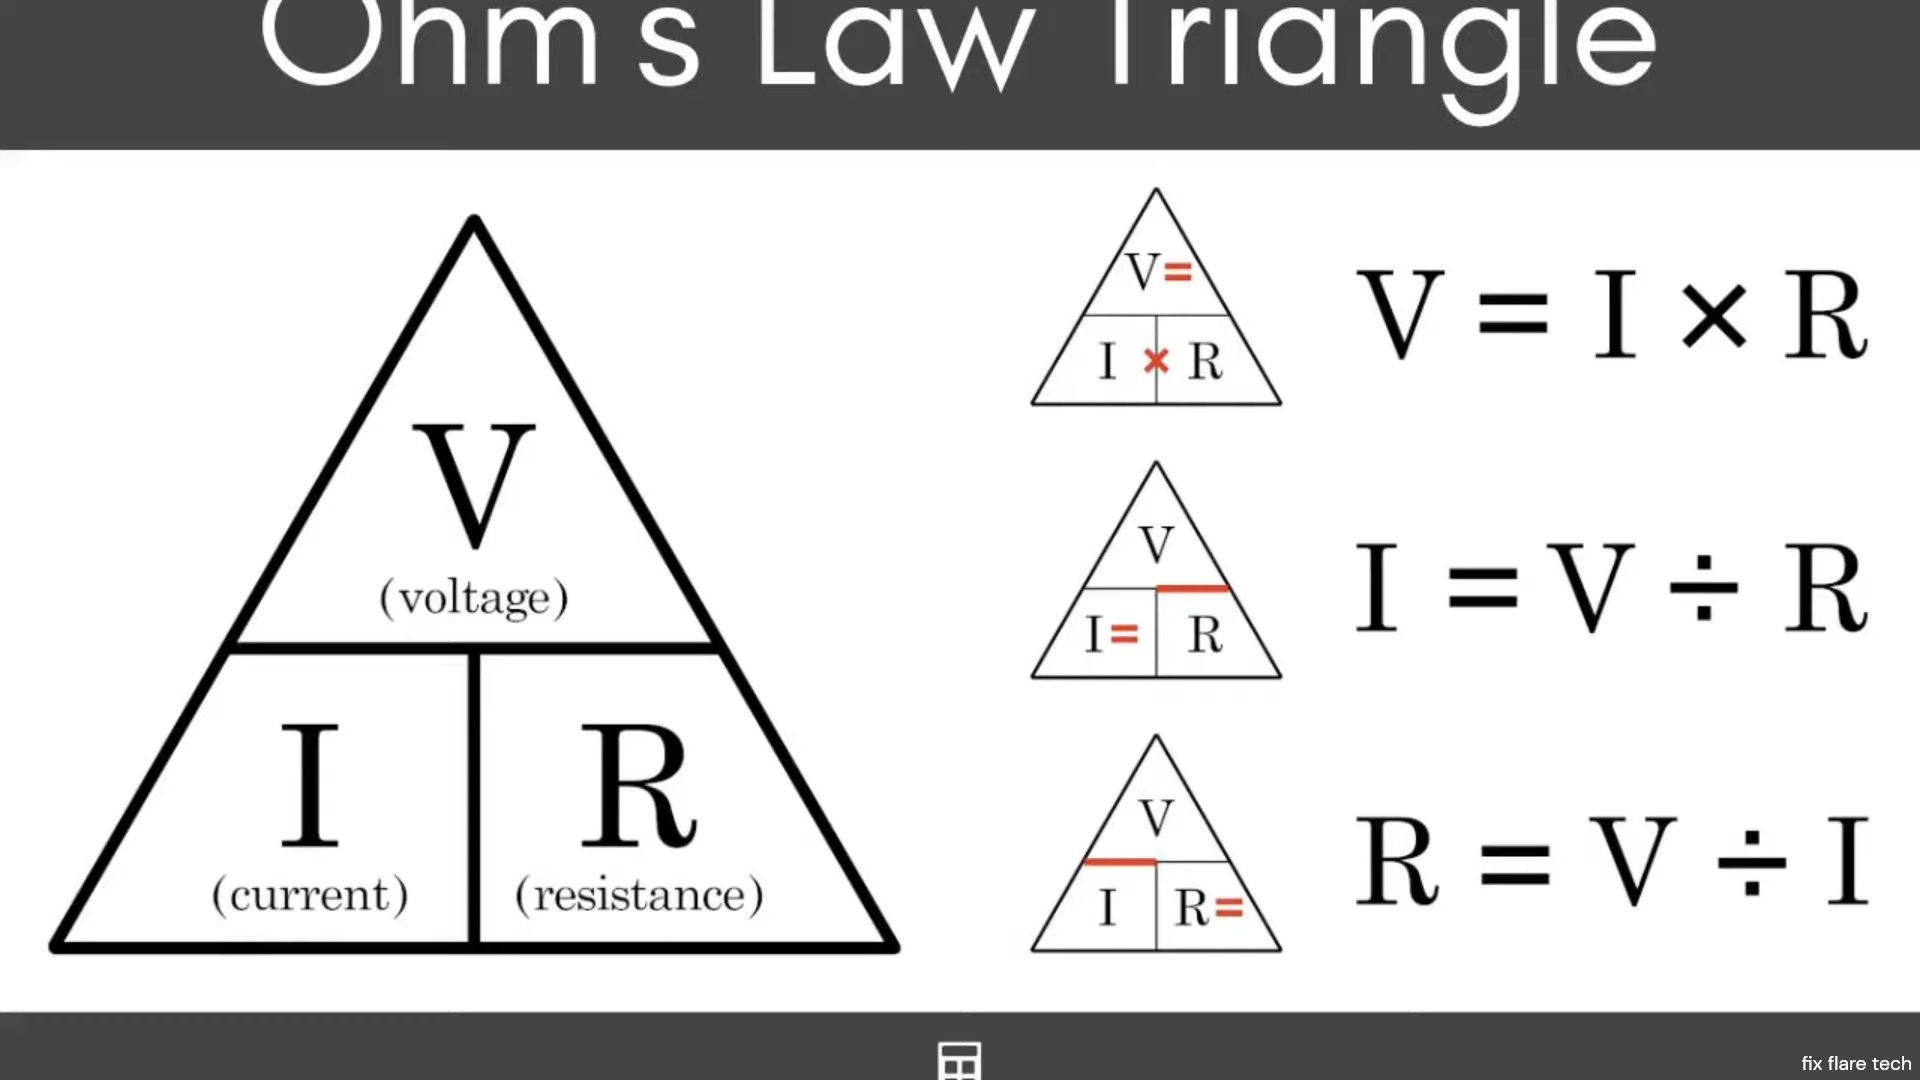 Ohm's Law Triangle
V
(voltage)
I R
(current) (resistance)
V=
I × R
V = I × R
V
I= R
I = V ÷ R
V
I R=
R = V ÷ I
fix flare tech